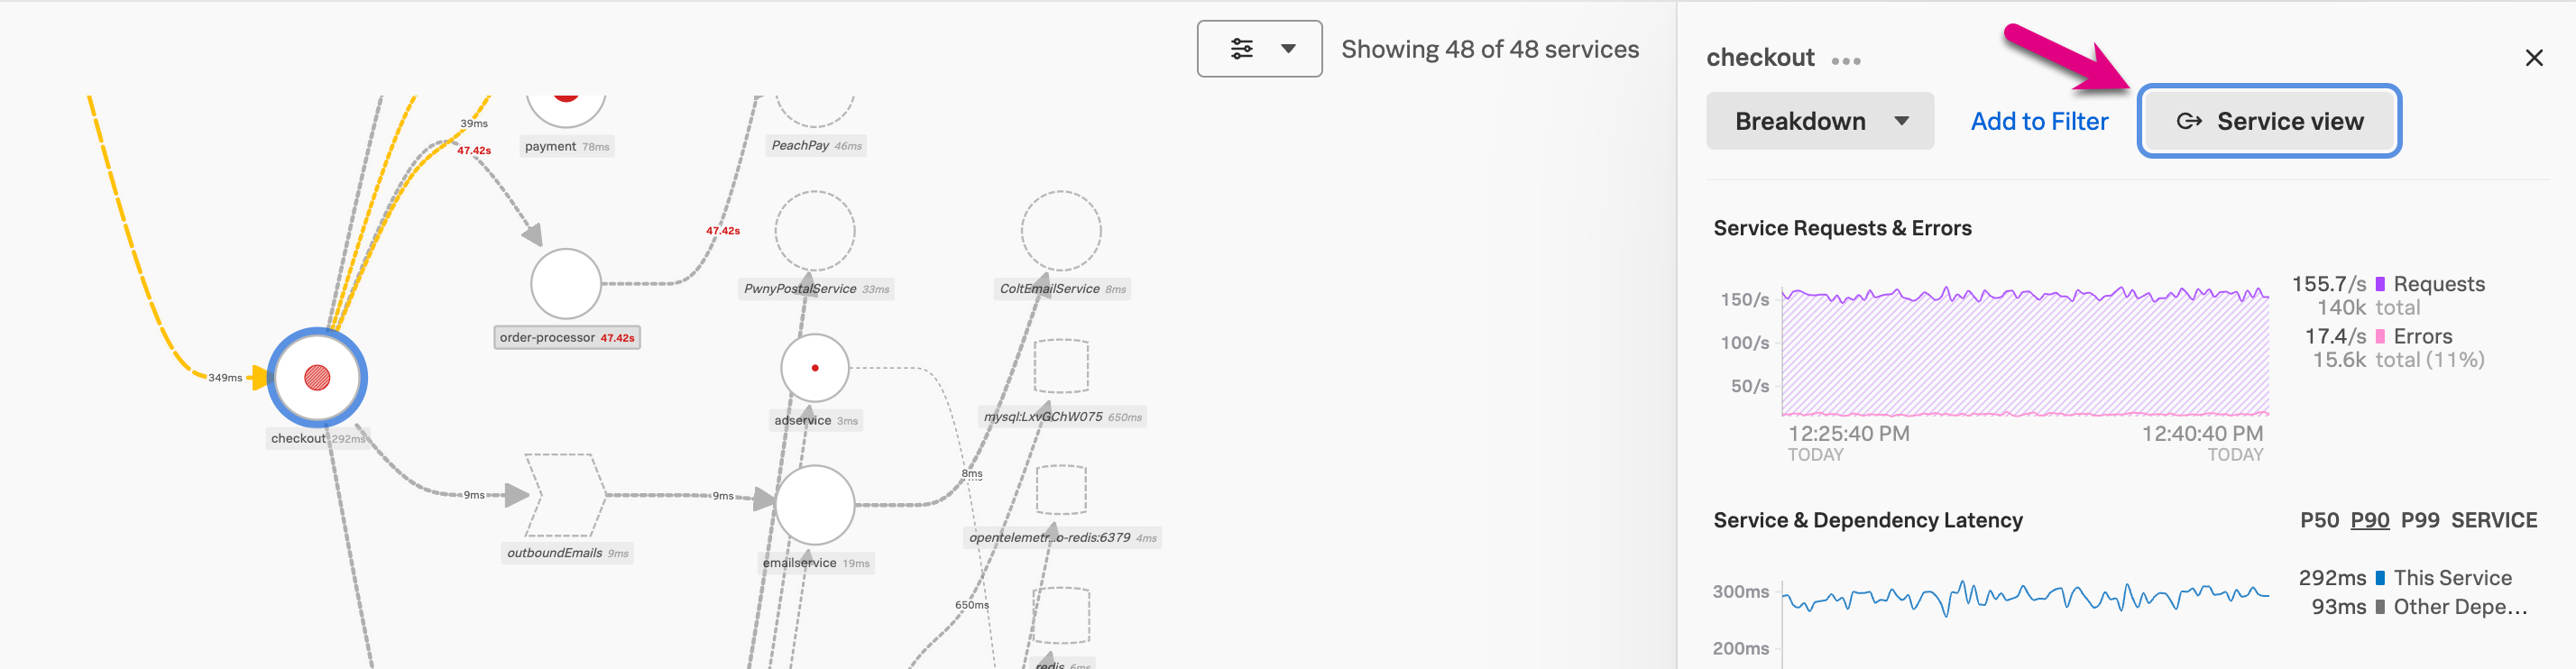 Showing 48 of 48 services
39ms
47.42s
payment 78ms
PeachPay 46ms
47.42s
PwnyPostalService 33ms
ColtEmailService 8ms
order-processor 47.42s
349ms
checkout 292ms
adservice 3ms
mysql:LxvGChW075 650ms
8ms
9ms
9ms
outboundEmails 9ms
emailservice 19ms
opentelemetr...o-redis:6379 4ms
650ms
redis 6ms
checkout •••
Breakdown
Add to Filter
Service view
Service Requests & Errors
150/s
100/s
50/s
12:25:40 PM
TODAY
12:40:40 PM
TODAY
155.7/s Requests
140k total
17.4/s Errors
15.6k total (11%)
Service & Dependency Latency
P50 P90 P99 SERVICE
300ms
200ms
292ms This Service
93ms Other Depe...